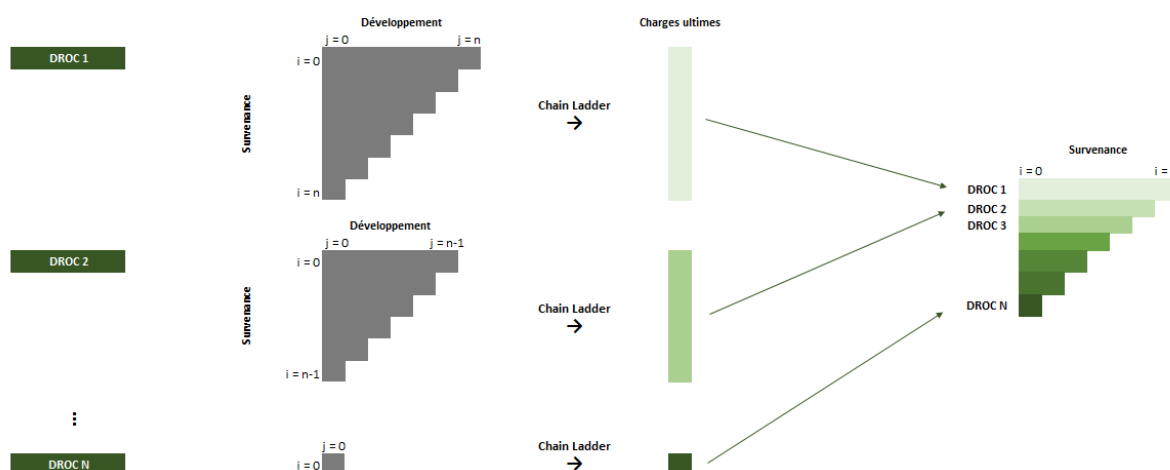 Développement
Charges ultimes
j = 0
j = n
DROC 1
i = 0
Survenance
Chain Ladder
→
i = n
Survenance
i = 0
i =
DROC 1
DROC 2
DROC 3
DROC N
Développement
j = 0
j = n-1
DROC 2
i = 0
Survenance
Chain Ladder
→
i = n-1
⋮
j = 0
DROC N
i = 0
Chain Ladder
→